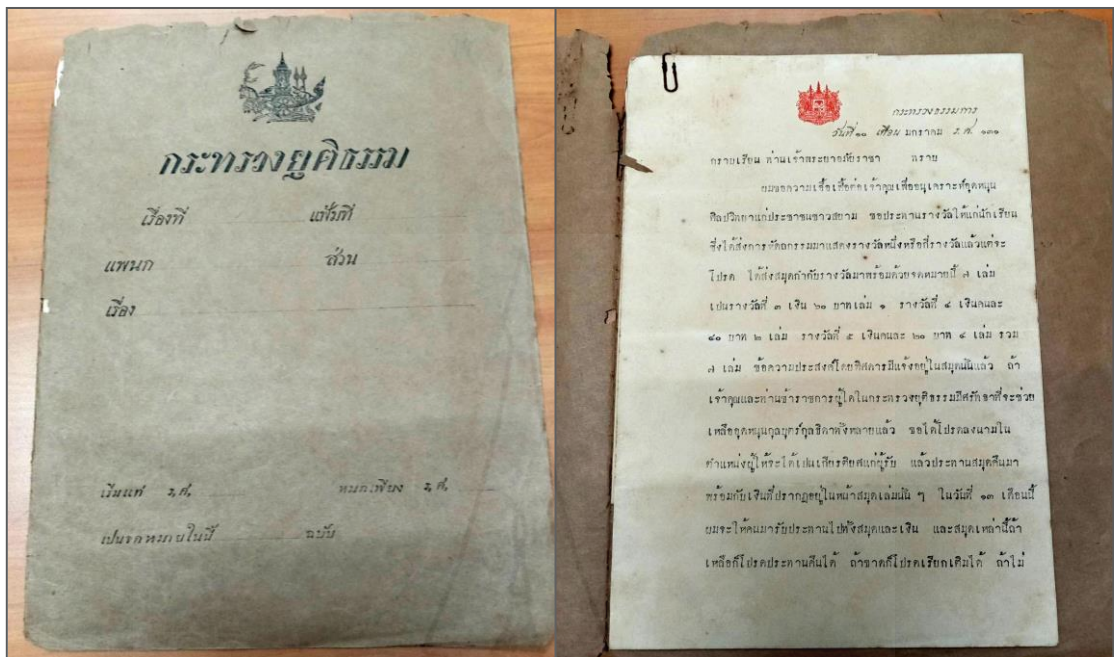 กระทรวงยุติธรรม
เรื่องที่ แฟ้มที่
แพนก ส่วน
เรื่อง
เริ่มแต่ ร,ศ, หมดเพียง ร,ศ,
เปนจดหมายในนี้ ฉบับ
กระทรวงธรรมการ
วันที่ ๑๐ เดือน มกราคม ร.ศ. ๑๓๑
กราบเรียน ท่านเจ้าพระยาอภัยราชา ทราบ
ผมขอความเชื้อเชื้อต่อเจ้าคุณเพื่ออนุเคราะห์อุดหนุน
ศิลปวิทยาแก่ประชาชนชาวสยาม ขอประทานรางวัลให้แก่นักเรียน
ซึ่งได้ส่งการหัดถกรรมมาแสดงรางวัลหนึ่งหรือกี่รางวัลแล้วแต่จะ
โปรด ได้ส่งสมุดกำกับรางวัลมาพร้อมด้วยจดหมายนี้ ๗ เล่ม
เปนรางวัลที่ ๓ เงิน ๖๐ บาทเล่ม ๑ รางวัลที่ ๔ เงินคนละ
๔๐ บาท ๒ เล่ม รางวัลที่ ๕ เงินคนละ ๒๐ บาท ๔ เล่ม รวม
๗ เล่ม ข้อความประสงค์โดยพิศดารมีแจ้งอยู่ในสมุดนั้นแล้ว ถ้า
เจ้าคุณและท่านข้าราชการผู้ใดในกระทรวงยุติธรรมมีศรัทธาที่จะช่วย
เหลืออุดหนุนกุลบุตร์กุลธิดาทั้งหลายแล้ว ขอได้โปรดลงนามใน
ตำแหน่งผู้ให้จะได้เปนเกียรติยศแก่ผู้รับ แล้วประทานสมุดคืนมา
พร้อมกับเงินที่ปรากฏอยู่ในหน้าสมุดเล่มนั้น ๆ ในวันที่ ๑๓ เดือนนี้
ผมจะให้คนมารับประทานไปทั้งสมุดและเงิน และสมุดเหล่านี้ถ้า
เหลือก็โปรดประทานคืนได้ ถ้าขาดก็โปรดเรียกเติมได้ ถ้าไม่